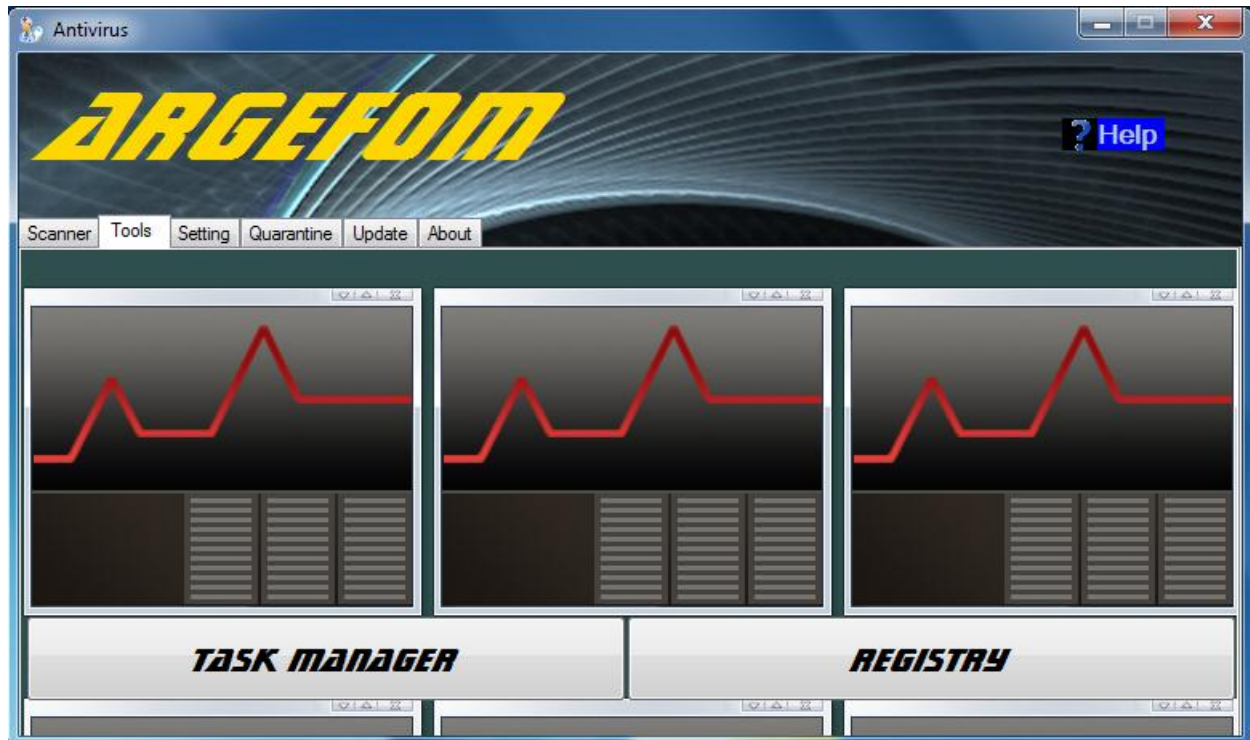 Antivirus
ARGEFOM
? Help
Scanner Tools Setting Quarantine Update About
TASK MANAGER REGISTRY